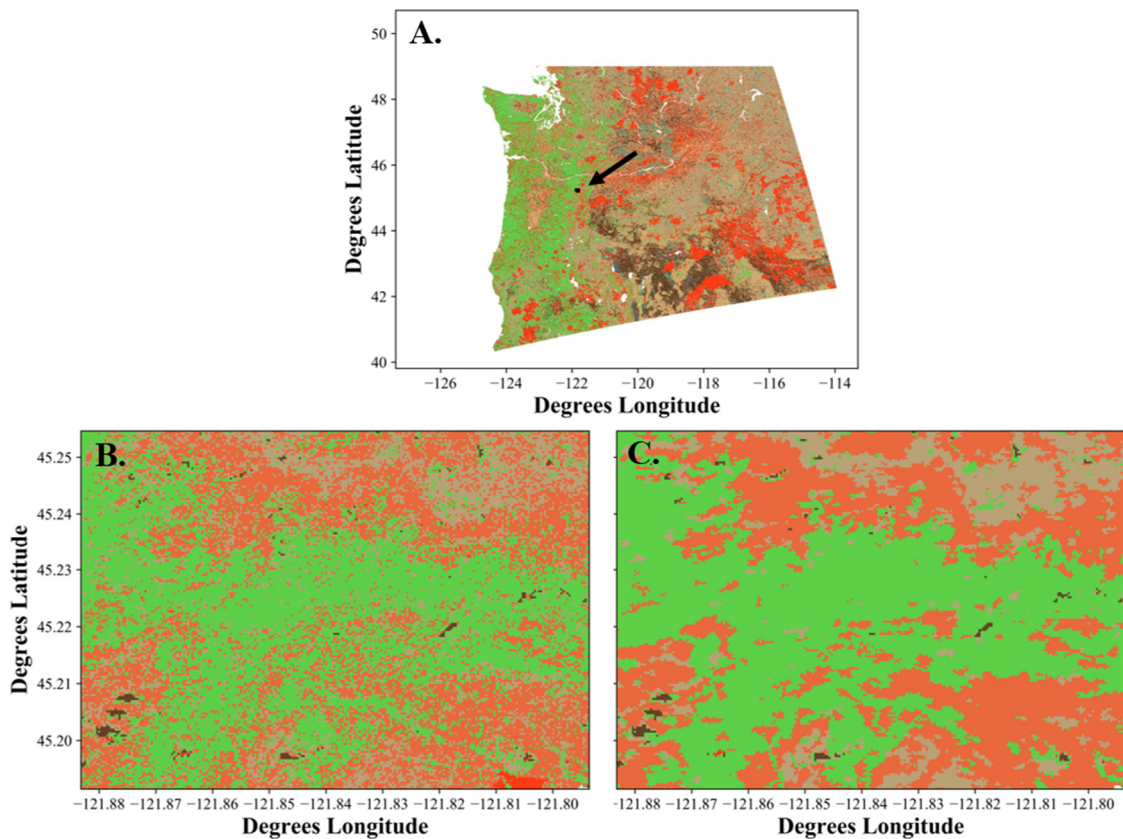 A.
50
48
46
44
42
40
Degrees Latitude
−126 −124 −122 −120 −118 −116 −114
Degrees Longitude
B.
45.25
45.24
45.23
45.22
45.21
45.20
Degrees Latitude
−121.88 −121.87 −121.86 −121.85 −121.84 −121.83 −121.82 −121.81 −121.80
Degrees Longitude
C.
−121.88 −121.87 −121.86 −121.85 −121.84 −121.83 −121.82 −121.81 −121.80
Degrees Longitude